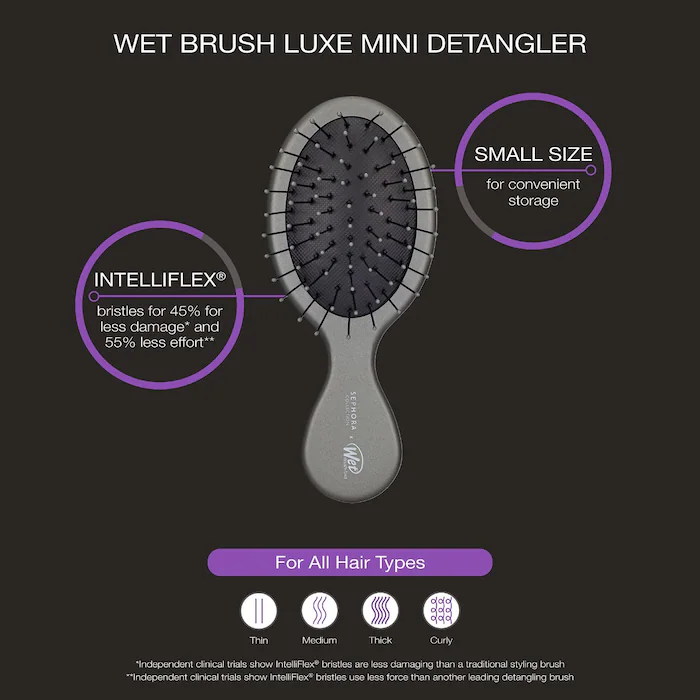 WET BRUSH LUXE MINI DETANGLER
SMALL SIZE
for convenient
storage
INTELLIFLEX®
bristles for 45% for
less damage* and
55% less effort**
SEPHORA
COLLECTION
x
Wet
For All Hair Types
Thin
Medium
Thick
Curly
*Independent clinical trials show IntelliFlex® bristles are less damaging than a traditional styling brush
**Independent clinical trials show IntelliFlex® bristles use less force than another leading detangling brush